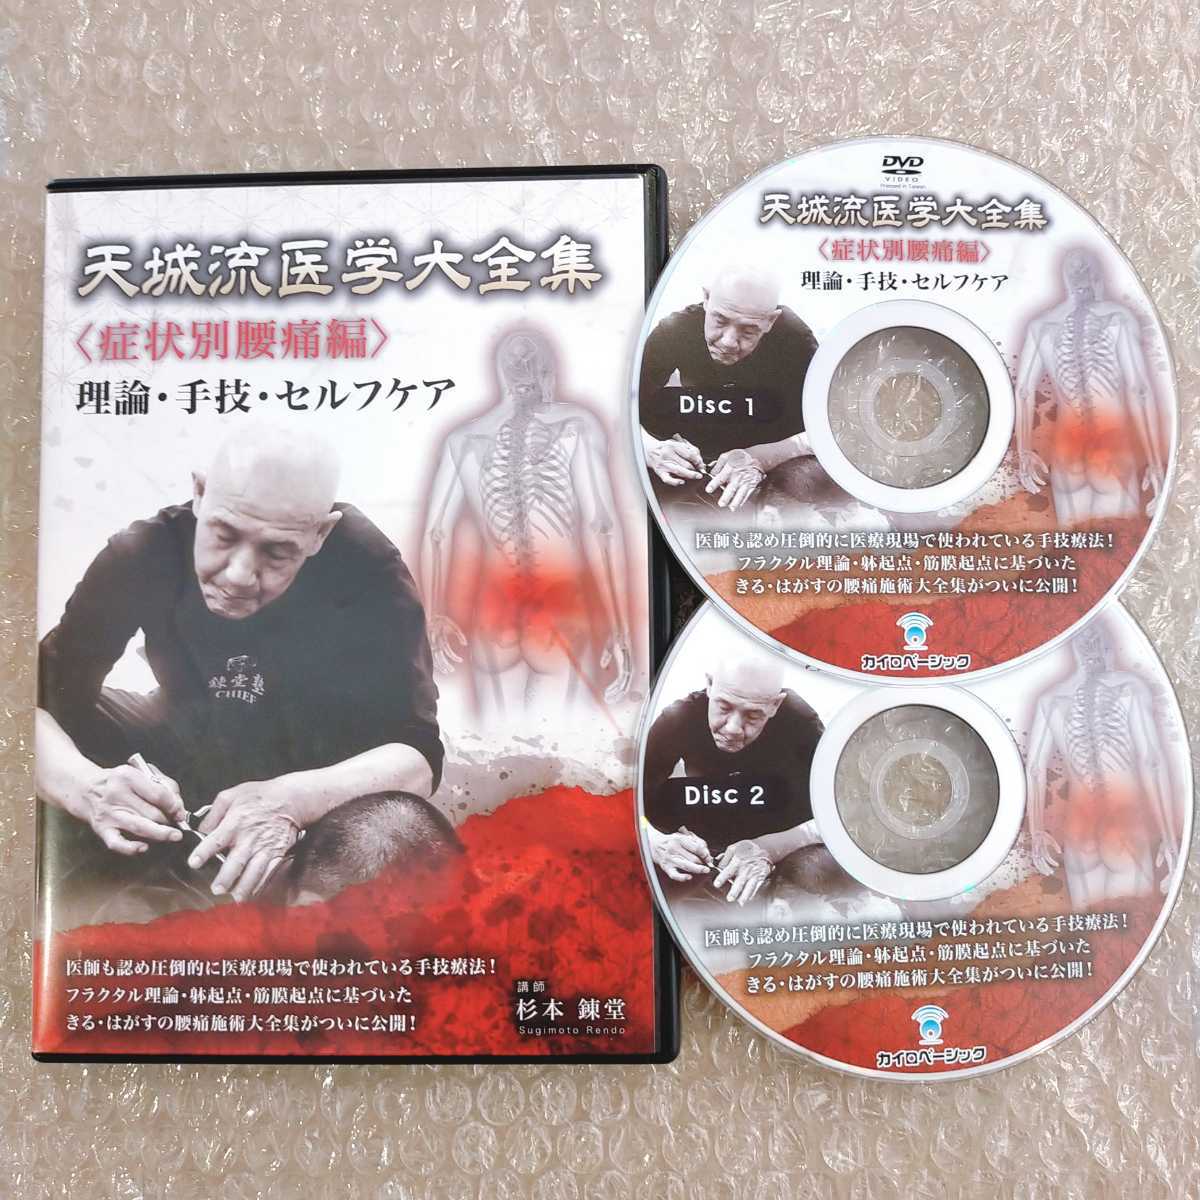 天城流医学大全集
〈症状別腰痛編〉
理論・手技・セルフケア
錬堂塾
CHIEF
医師も認め圧倒的に医療現場で使われている手技療法！
フラクタル理論・躰起点・筋膜起点に基づいた
きる・はがすの腰痛施術大全集がついに公開！
講師
杉本 錬堂
Sugimoto Rendo
DVD
VIDEO
Pressed in Taiwan
天城流医学大全集
〈症状別腰痛編〉
理論・手技・セルフケア
Disc 1
医師も認め圧倒的に医療現場で使われている手技療法！
フラクタル理論・躰起点・筋膜起点に基づいた
きる・はがすの腰痛施術大全集がついに公開！
カイロベーシック
Disc 2
医師も認め圧倒的に医療現場で使われている手技療法！
フラクタル理論・躰起点・筋膜起点に基づいた
きる・はがすの腰痛施術大全集がついに公開！
カイロベーシック